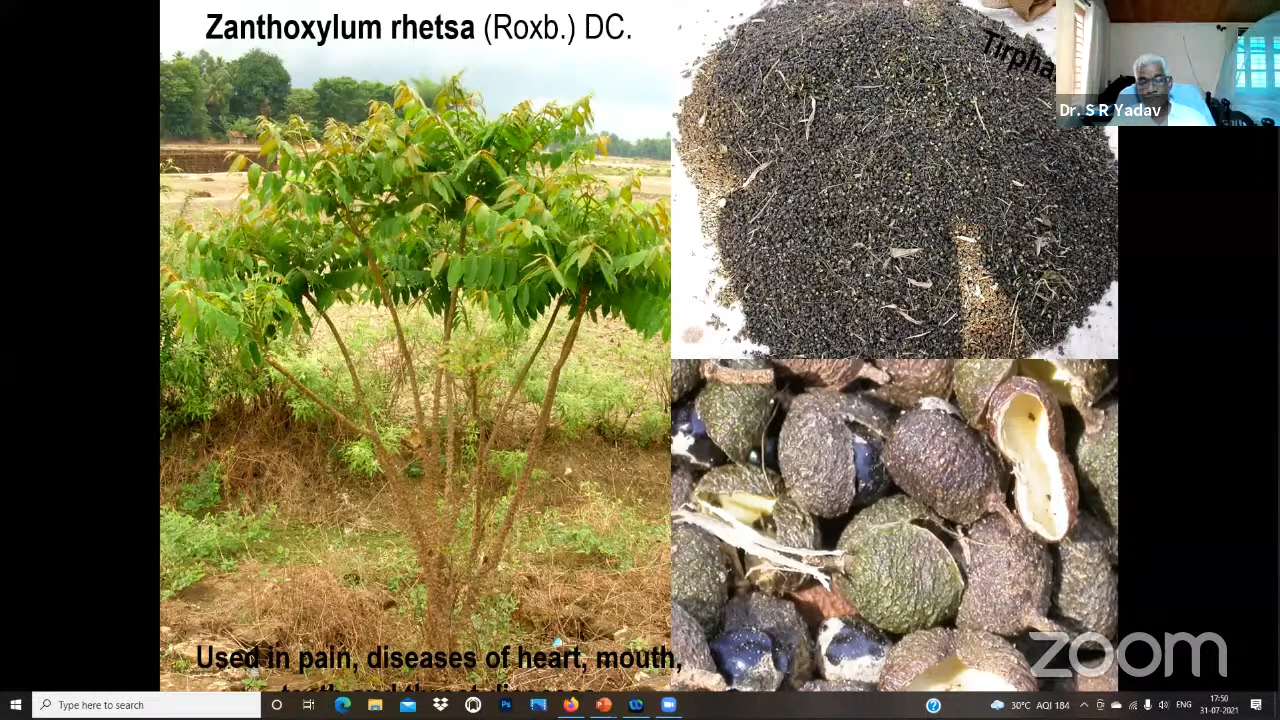 Zanthoxylum rhetsa (Roxb.) DC.
Tirpha
Dr. S R Yadav
Used in pain, diseases of heart, mouth,
zoom
Type here to search
Ps
30°C AQI 184
ENG
17:50
31-07-2021